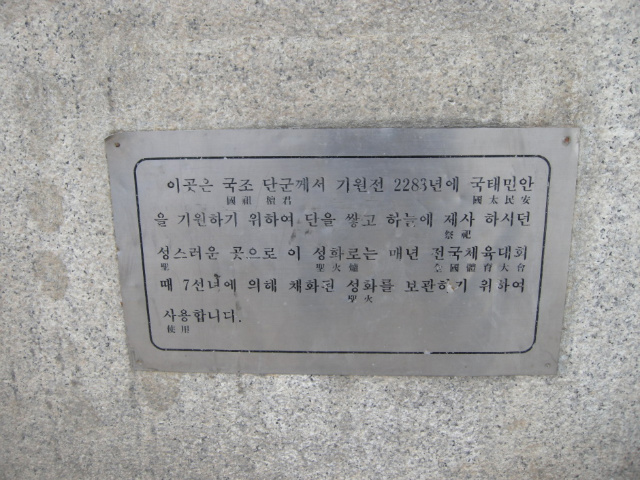 이곳은 국조 단군께서 기원전 2283년에 국태민안
國祖 檀君 國太民安
을 기원하기 위하여 단을 쌓고 하늘에 제사 하시던
祭祀
성스러운 곳으로 이 성화로는 매년 전국체육대회
聖 聖火爐 全國體育大會
때 7선녀에 의해 채화된 성화를 보관하기 위하여
聖火
사용합니다.
使用